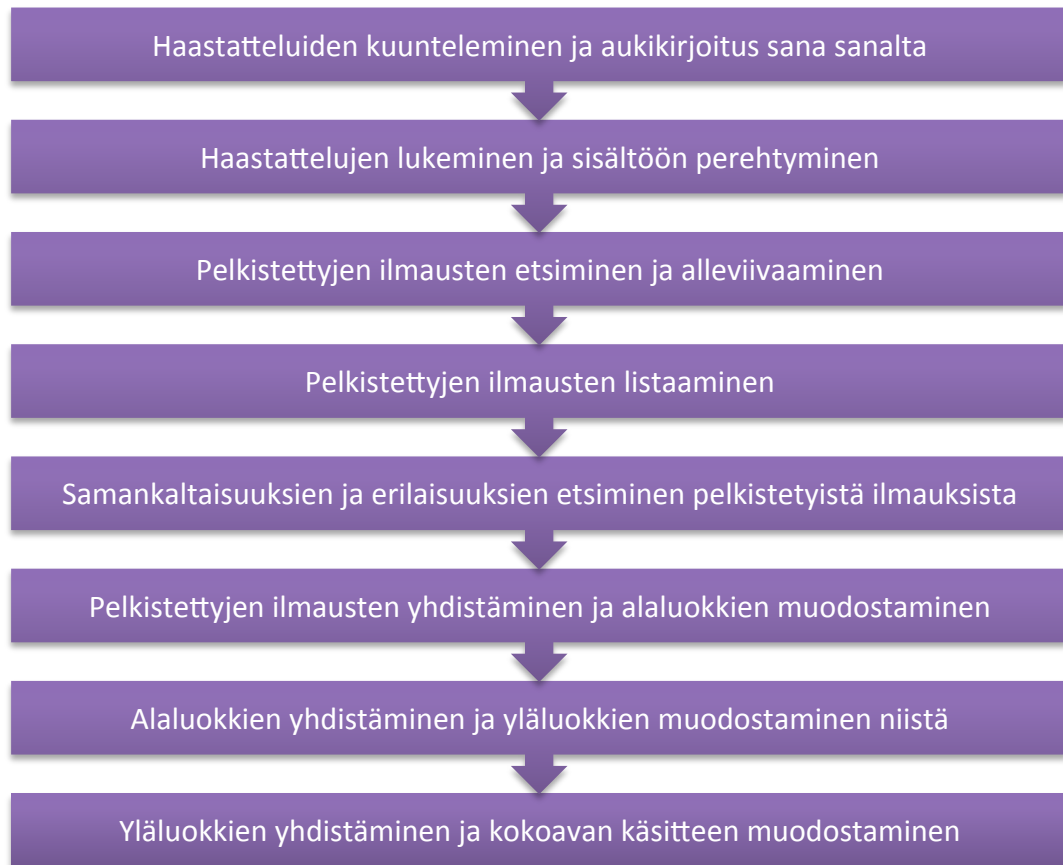 Haastatteluiden kuunteleminen ja aukikirjoitus sana sanalta
Haastattelujen lukeminen ja sisältöön perehtyminen
Pelkistettyjen ilmausten etsiminen ja alleviivaaminen
Pelkistettyjen ilmausten listaaminen
Samankaltaisuuksien ja erilaisuuksien etsiminen pelkistetyistä ilmauksista
Pelkistettyjen ilmausten yhdistäminen ja alaluokkien muodostaminen
Alaluokkien yhdistäminen ja yläluokkien muodostaminen niistä
Yläluokkien yhdistäminen ja kokoavan käsitteen muodostaminen